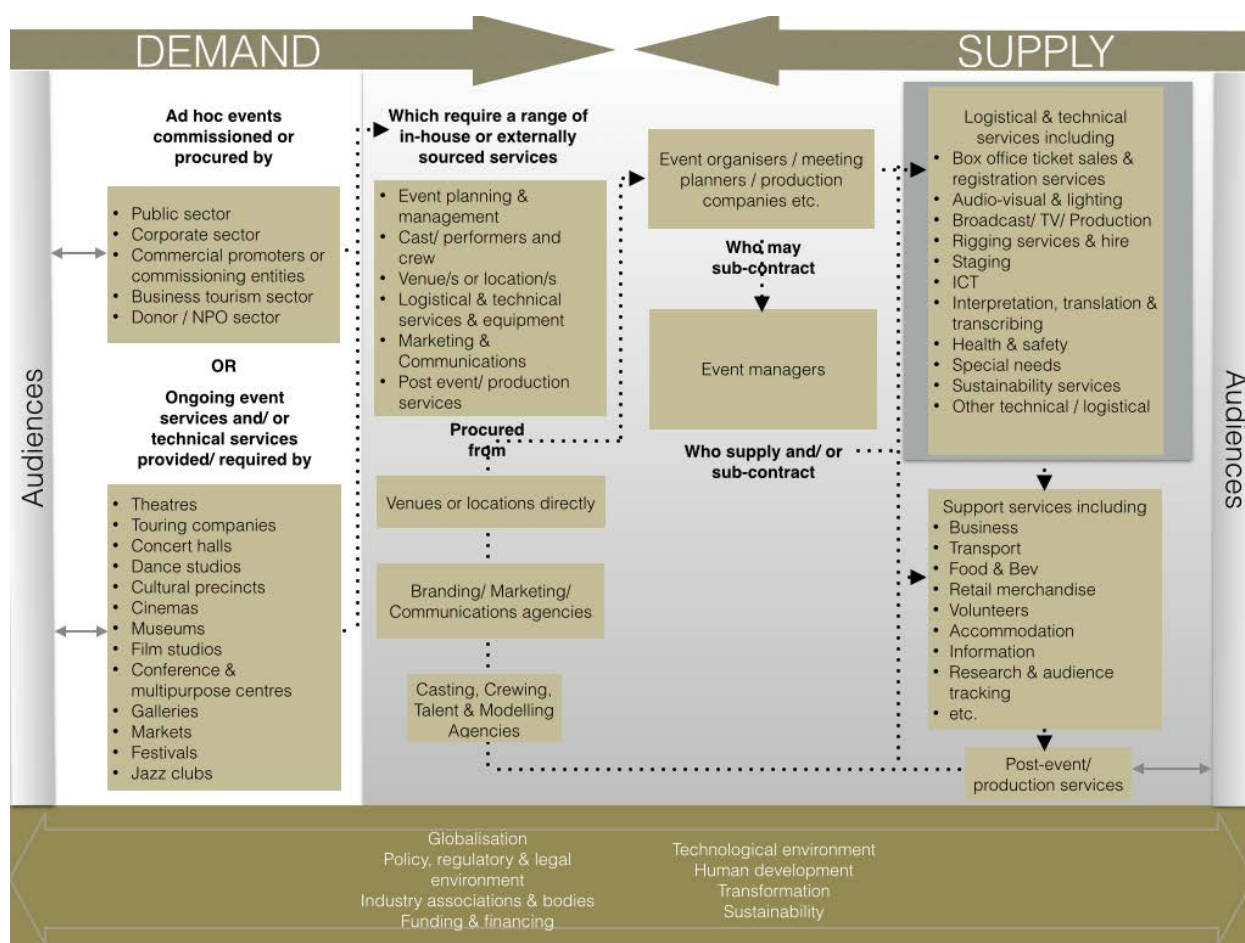 DEMAND
SUPPLY
Audiences
Ad hoc events
commissioned or
procured by
• Public sector
• Corporate sector
• Commercial promoters or
commissioning entities
• Business tourism sector
• Donor / NPO sector
OR
Ongoing event
services and/ or
technical services
provided/ required by
• Theatres
• Touring companies
• Concert halls
• Dance studios
• Cultural precincts
• Cinemas
• Museums
• Film studios
• Conference &
multipurpose centres
• Galleries
• Markets
• Festivals
• Jazz clubs
Which require a range of
in-house or externally
sourced services
• Event planning &
management
• Cast/ performers and
crew
• Venue/s or location/s
• Logistical & technical
services & equipment
• Marketing &
Communications
• Post event/ production
services
Procured
from
Venues or locations directly
Branding/ Marketing/
Communications agencies
Casting, Crewing,
Talent & Modelling
Agencies
Event organisers / meeting
planners / production
companies etc.
Who may
sub-contract
Event managers
Who supply and/ or
sub-contract
Logistical & technical
services including
• Box office ticket sales &
registration services
• Audio-visual & lighting
• Broadcast/ TV/ Production
• Rigging services & hire
• Staging
• ICT
• Interpretation, translation &
transcribing
• Health & safety
• Special needs
• Sustainability services
• Other technical / logistical
Support services including
• Business
• Transport
• Food & Bev
• Retail merchandise
• Volunteers
• Accommodation
• Information
• Research & audience
tracking
• etc.
Post-event/
production services
Audiences
Globalisation
Policy, regulatory & legal
environment
Industry associations & bodies
Funding & financing
Technological environment
Human development
Transformation
Sustainability